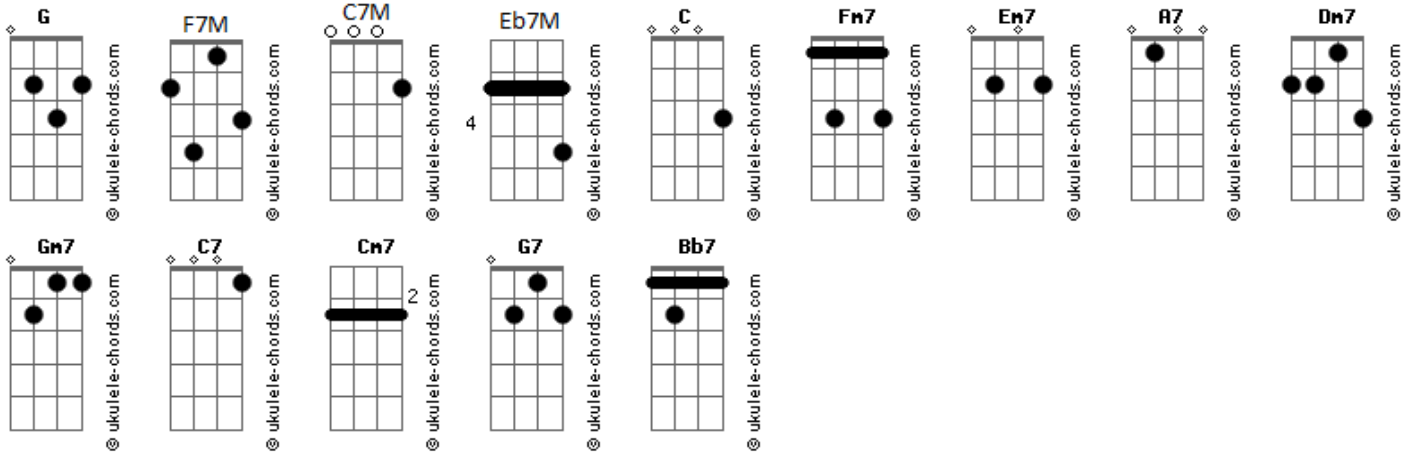 G F7M C7M Eb7M C Fm7 Em7 A7 Dm7
4
ukulele-chords.com ukulele-chords.com ukulele-chords.com ukulele-chords.com ukulele-chords.com ukulele-chords.com ukulele-chords.com ukulele-chords.com ukulele-chords.com
Gm7 C7 Cm7 G7 Bb7
2
ukulele-chords.com ukulele-chords.com ukulele-chords.com ukulele-chords.com ukulele-chords.com